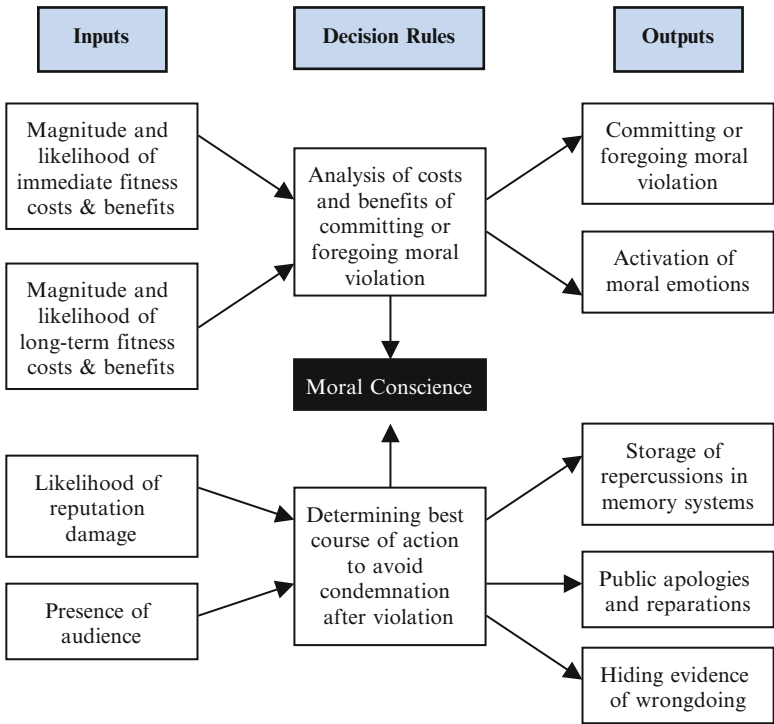 Inputs
Decision Rules
Outputs
Magnitude and
likelihood of
immediate fitness
costs & benefits
Magnitude and
likelihood of
long-term fitness
costs & benefits
Analysis of costs
and benefits of
committing or
foregoing moral
violation
Committing or
foregoing moral
violation
Activation of
moral emotions
Moral Conscience
Likelihood of
reputation
damage
Presence of
audience
Determining best
course of action
to avoid
condemnation
after violation
Storage of
repercussions in
memory systems
Public apologies
and reparations
Hiding evidence
of wrongdoing